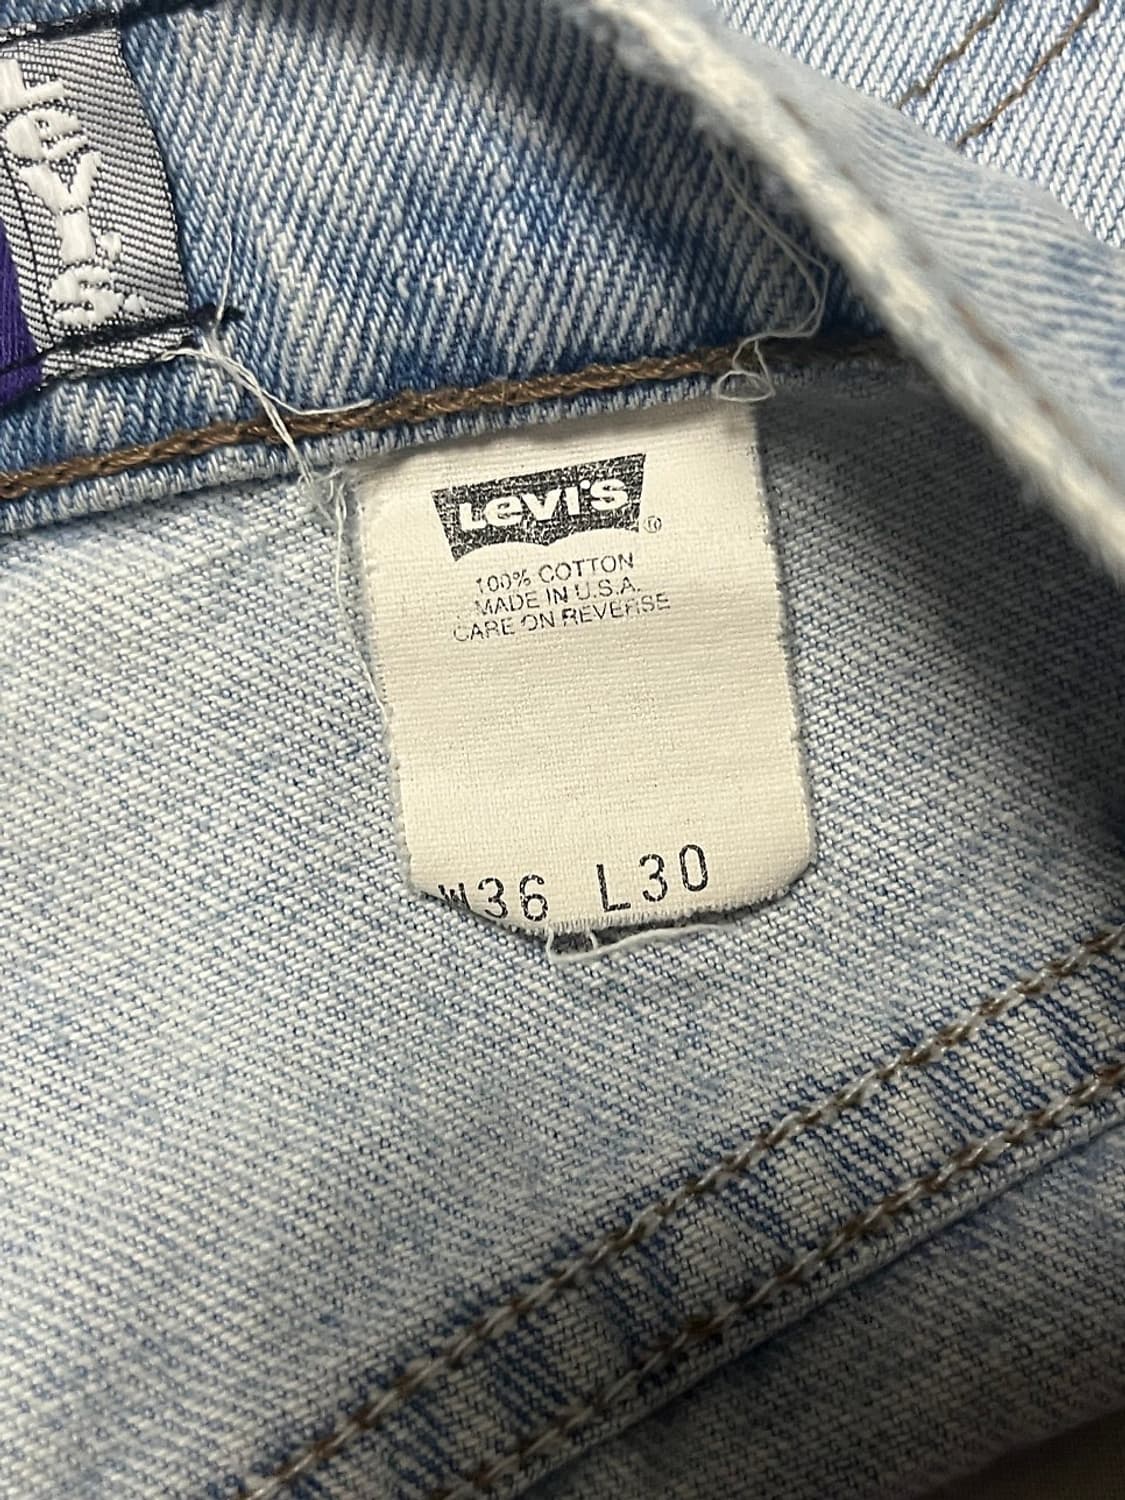 Levi's
Levi's ®
100% COTTON
MADE IN U.S.A.
CARE ON REVERSE
W36 L30